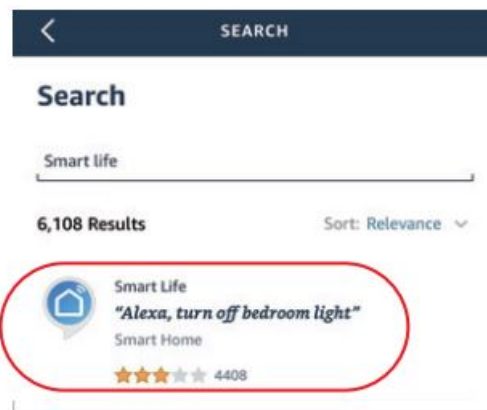 SEARCH
Search
Smart life
6,108 Results
Sort: Relevance
Smart Life
“Alexa, turn off bedroom light”
Smart Home
4408